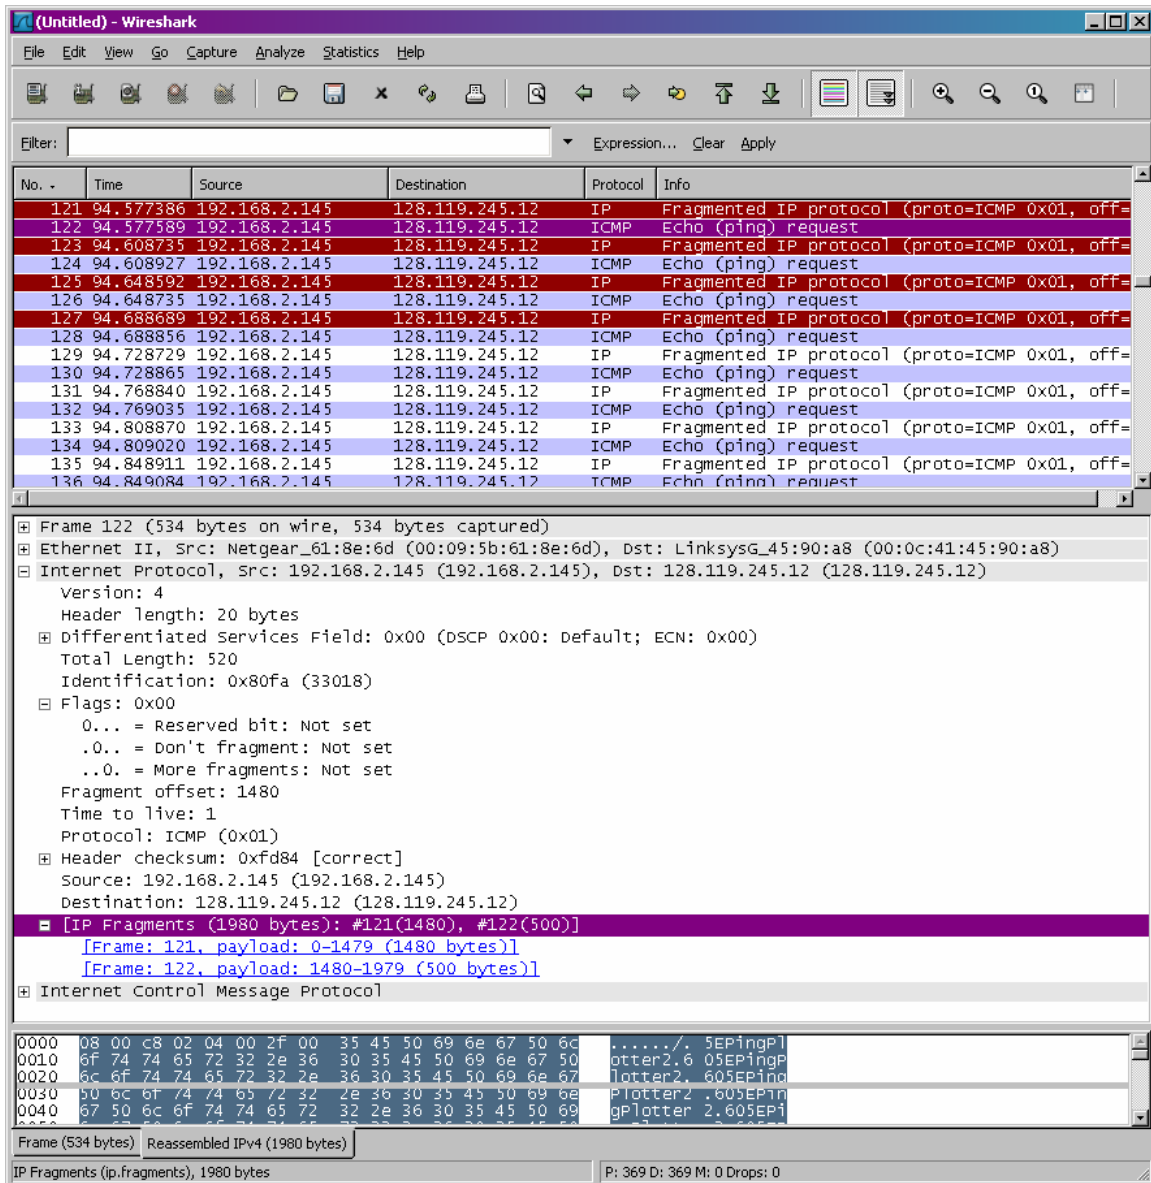 (Untitled) - Wireshark
File Edit View Go Capture Analyze Statistics Help
Filter: Expression... Clear Apply
No. Time Source Destination Protocol Info
121 94.577386 192.168.2.145 128.119.245.12 IP Fragmented IP protocol (proto=ICMP 0x01, off=
122 94.577589 192.168.2.145 128.119.245.12 ICMP Echo (ping) request
123 94.608735 192.168.2.145 128.119.245.12 IP Fragmented IP protocol (proto=ICMP 0x01, off=
124 94.608927 192.168.2.145 128.119.245.12 ICMP Echo (ping) request
125 94.648592 192.168.2.145 128.119.245.12 IP Fragmented IP protocol (proto=ICMP 0x01, off=
126 94.648735 192.168.2.145 128.119.245.12 ICMP Echo (ping) request
127 94.688689 192.168.2.145 128.119.245.12 IP Fragmented IP protocol (proto=ICMP 0x01, off=
128 94.688856 192.168.2.145 128.119.245.12 ICMP Echo (ping) request
129 94.728729 192.168.2.145 128.119.245.12 IP Fragmented IP protocol (proto=ICMP 0x01, off=
130 94.728865 192.168.2.145 128.119.245.12 ICMP Echo (ping) request
131 94.768840 192.168.2.145 128.119.245.12 IP Fragmented IP protocol (proto=ICMP 0x01, off=
132 94.769035 192.168.2.145 128.119.245.12 ICMP Echo (ping) request
133 94.808870 192.168.2.145 128.119.245.12 IP Fragmented IP protocol (proto=ICMP 0x01, off=
134 94.809020 192.168.2.145 128.119.245.12 ICMP Echo (ping) request
135 94.848911 192.168.2.145 128.119.245.12 IP Fragmented IP protocol (proto=ICMP 0x01, off=
136 94.849084 192.168.2.145 128.119.245.12 ICMP Echo (ping) request
Frame 122 (534 bytes on wire, 534 bytes captured)
Ethernet II, Src: Netgear_61:8e:6d (00:09:5b:61:8e:6d), Dst: LinksysG_45:90:a8 (00:0c:41:45:90:a8)
Internet Protocol, Src: 192.168.2.145 (192.168.2.145), Dst: 128.119.245.12 (128.119.245.12)
Version: 4
Header length: 20 bytes
Differentiated Services Field: 0x00 (DSCP 0x00: Default; ECN: 0x00)
Total Length: 520
Identification: 0x80fa (33018)
Flags: 0x00
0... = Reserved bit: Not set
.0.. = Don't fragment: Not set
..0. = More fragments: Not set
Fragment offset: 1480
Time to live: 1
Protocol: ICMP (0x01)
Header checksum: 0xfd84 [correct]
Source: 192.168.2.145 (192.168.2.145)
Destination: 128.119.245.12 (128.119.245.12)
[IP Fragments (1980 bytes): #121(1480), #122(500)]
[Frame: 121, payload: 0-1479 (1480 bytes)]
[Frame: 122, payload: 1480-1979 (500 bytes)]
Internet Control Message Protocol
0000 08 00 c8 02 04 00 2f 00 35 45 50 69 6e 67 50 6c ....../. 5EPingPl
0010 6f 74 74 65 72 32 2e 36 30 35 45 50 69 6e 67 50 otter2.6 05EPingP
0020 6c 6f 74 74 65 72 32 2e 36 30 35 45 50 69 6e 67 lotter2. 605EPing
0030 50 6c 6f 74 74 65 72 32 2e 36 30 35 45 50 69 6e Plotter2 .605EPin
0040 67 50 6c 6f 74 74 65 72 32 2e 36 30 35 45 50 69 gPlotter 2.605EPi
Frame (534 bytes) Reassembled IPv4 (1980 bytes)
IP Fragments (ip.fragments), 1980 bytes P: 369 D: 369 M: 0 Drops: 0